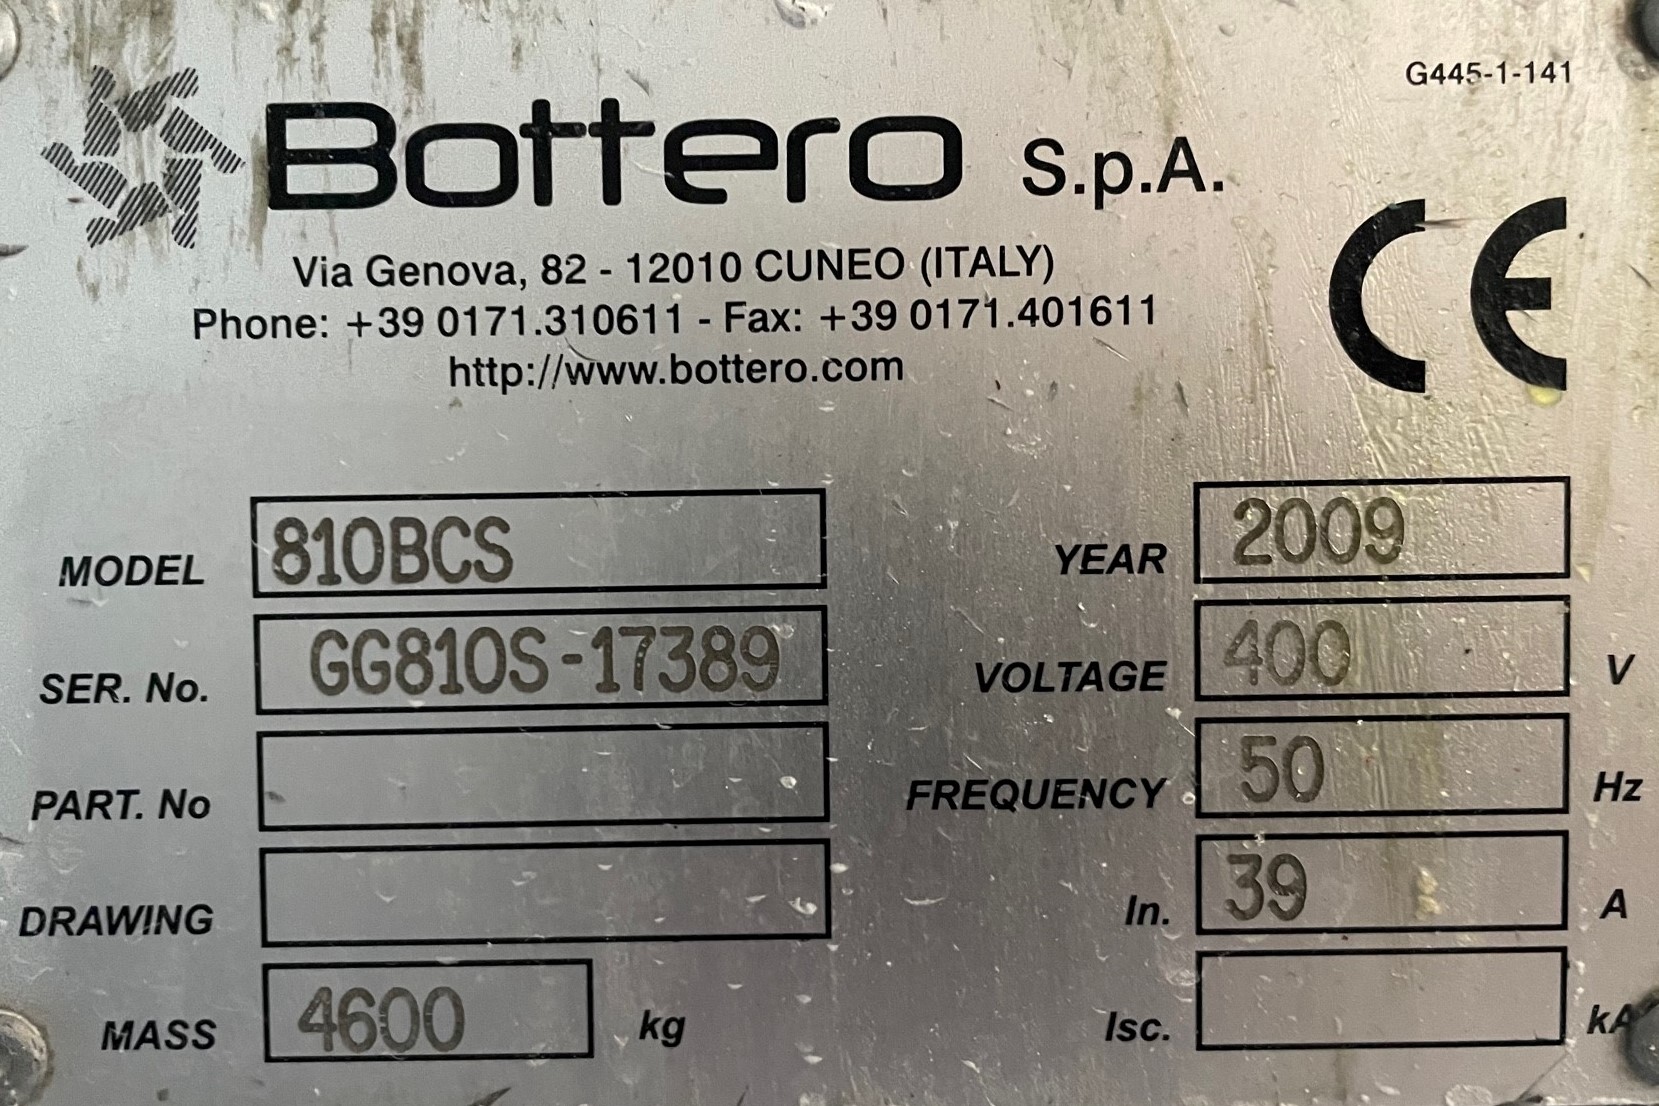 G445-1-141
Bottero S.p.A.
Via Genova, 82 - 12010 CUNEO (ITALY)
Phone: +39 0171.310611 - Fax: +39 0171.401611
http://www.bottero.com
CE
MODEL 810BCS
YEAR 2009
SER. No. GG810S-17389
VOLTAGE 400 V
PART. No
FREQUENCY 50 Hz
DRAWING
In. 39 A
MASS 4600 kg
Isc. kA